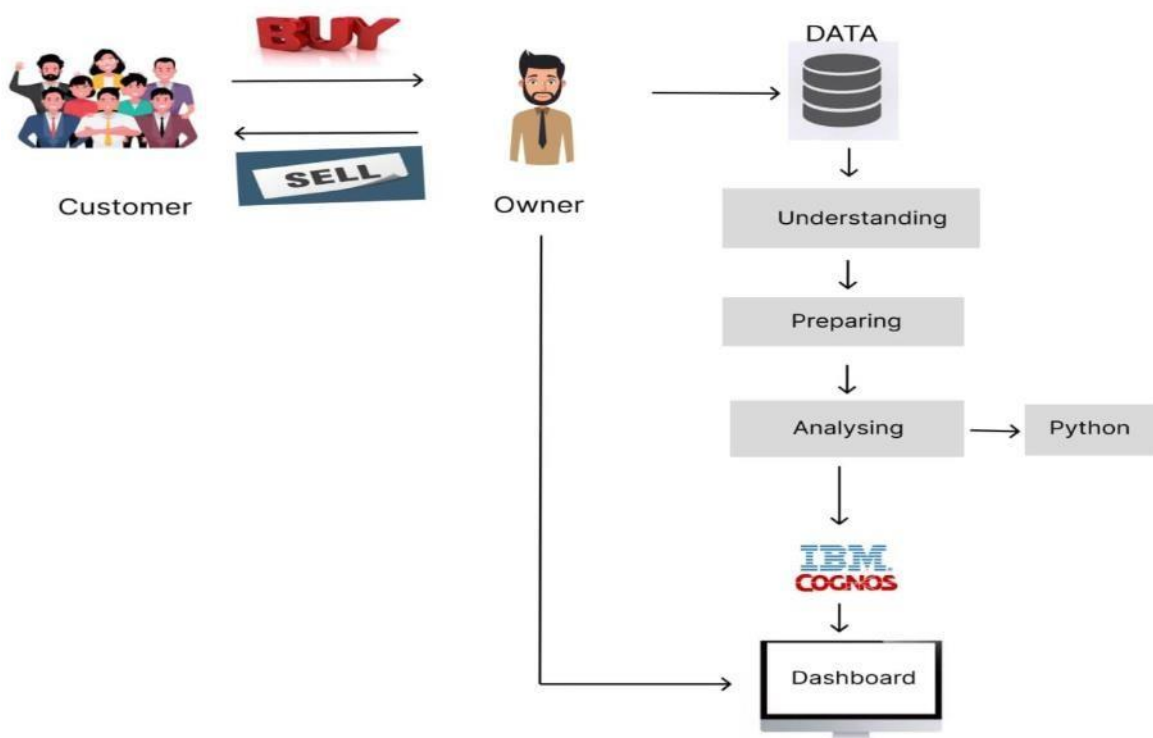 BUY
DATA
SELL
Customer
Owner
Understanding
Preparing
Analysing
Python
IBM.
COGNOS
Dashboard